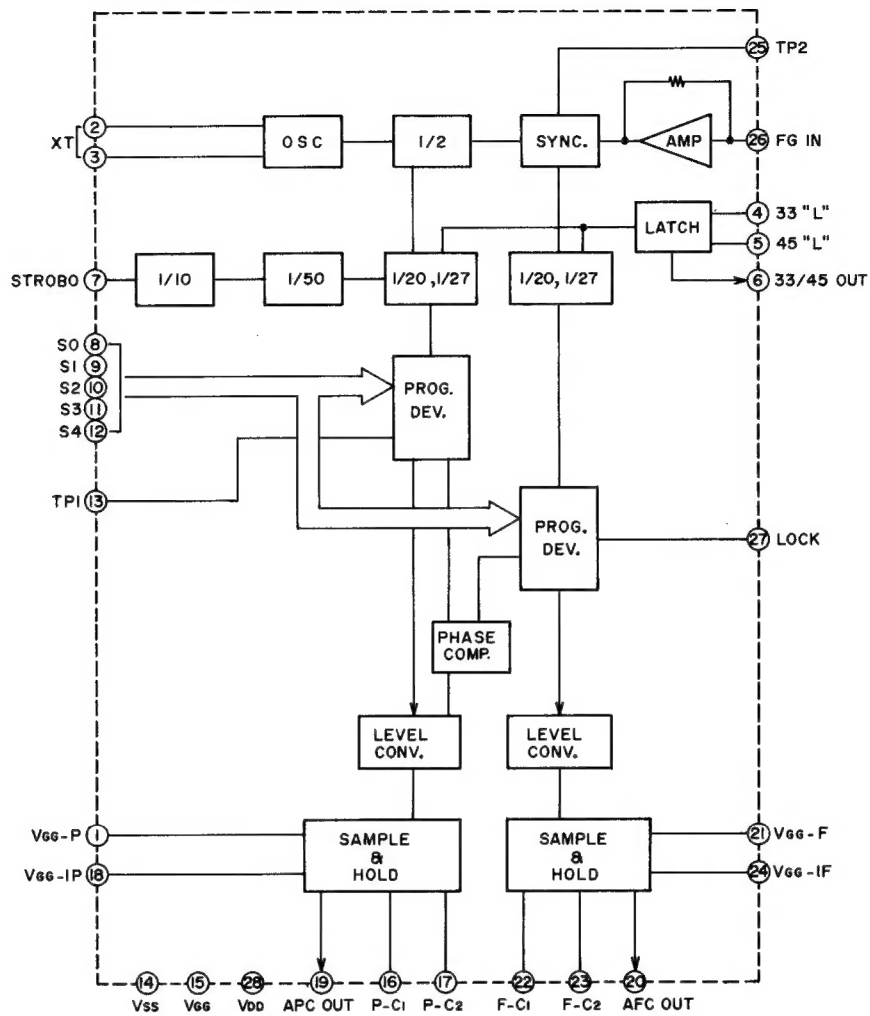 25 TP2
2
XT
3
OSC
1/2
SYNC.
AMP
26 FG IN
4 33 "L"
LATCH
5 45 "L"
6 33/45 OUT
STROBO 7
1/10
1/50
1/20, 1/27
1/20, 1/27
S0 8
S1 9
S2 10
S3 11
S4 12
PROG.
DEV.
TP1 13
PROG.
DEV.
27 LOCK
PHASE
COMP.
LEVEL
CONV.
LEVEL
CONV.
VGG-P 1
SAMPLE
&
HOLD
SAMPLE
&
HOLD
21 VGG-F
VGG-IP 18
24 VGG-IF
14 15 28 19 16 17 22 23 20
VSS VGG VDD APC OUT P-C1 P-C2 F-C1 F-C2 AFC OUT